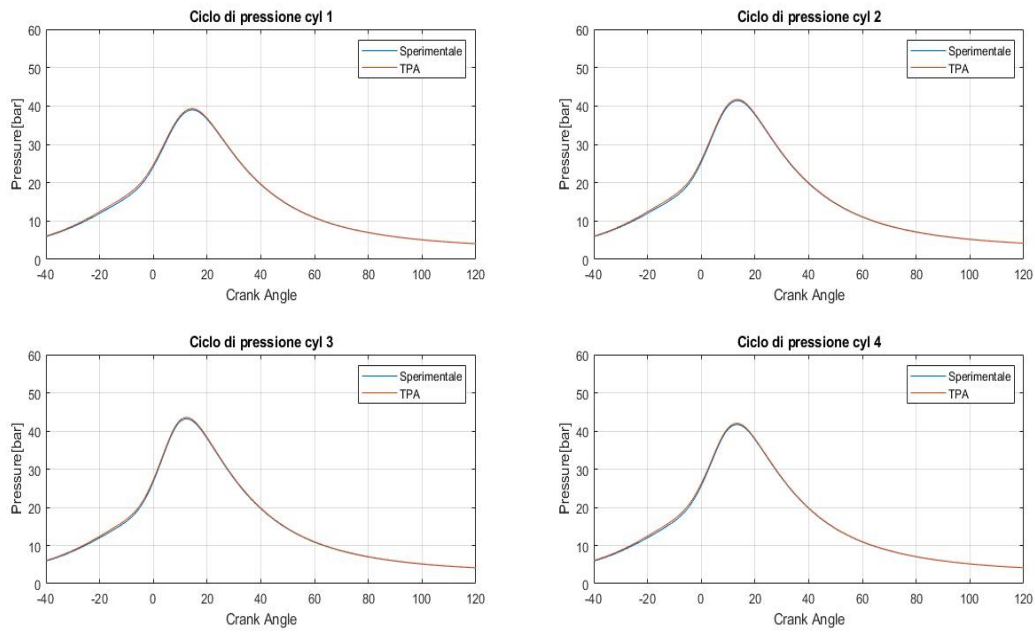 Ciclo di pressione cyl 1
60
50
40
30
20
10
0
Pressure[bar]
Sperimentale
TPA
-40 -20 0 20 40 60 80 100 120
Crank Angle
Ciclo di pressione cyl 2
60
50
40
30
20
10
0
Pressure[bar]
Sperimentale
TPA
-40 -20 0 20 40 60 80 100 120
Crank Angle
Ciclo di pressione cyl 3
60
50
40
30
20
10
0
Pressure[bar]
Sperimentale
TPA
-40 -20 0 20 40 60 80 100 120
Crank Angle
Ciclo di pressione cyl 4
60
50
40
30
20
10
0
Pressure[bar]
Sperimentale
TPA
-40 -20 0 20 40 60 80 100 120
Crank Angle